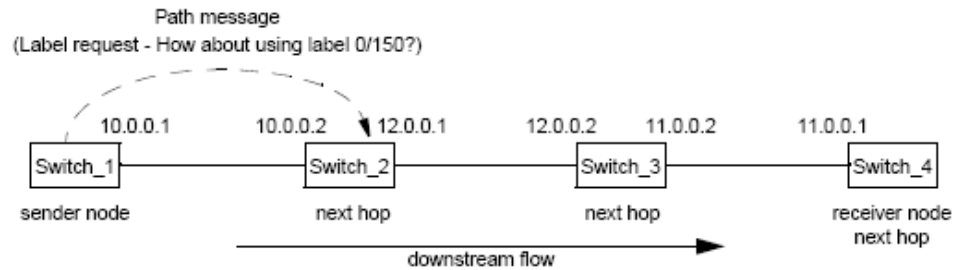 Path message
(Label request - How about using label 0/150?)
10.0.0.1 10.0.0.2 12.0.0.1 12.0.0.2 11.0.0.2 11.0.0.1
Switch_1 Switch_2 Switch_3 Switch_4
sender node next hop next hop receiver node
next hop
downstream flow